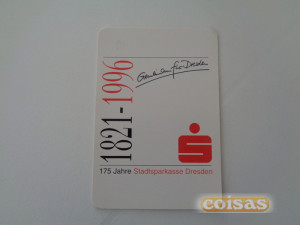 1821-1996
175 Jahre Stadtsparkasse Dresden
coisas